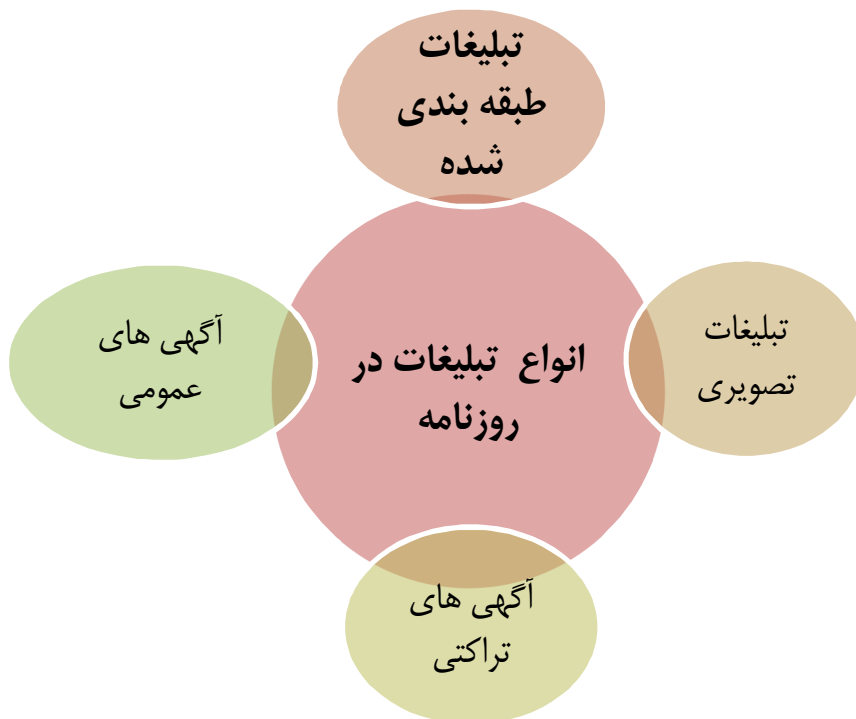 تبلیغات
طبقه بندی
شده
تبلیغات
تصویری
انواع تبلیغات در
روزنامه
آگهی های
عمومی
آگهی های
تراکتی